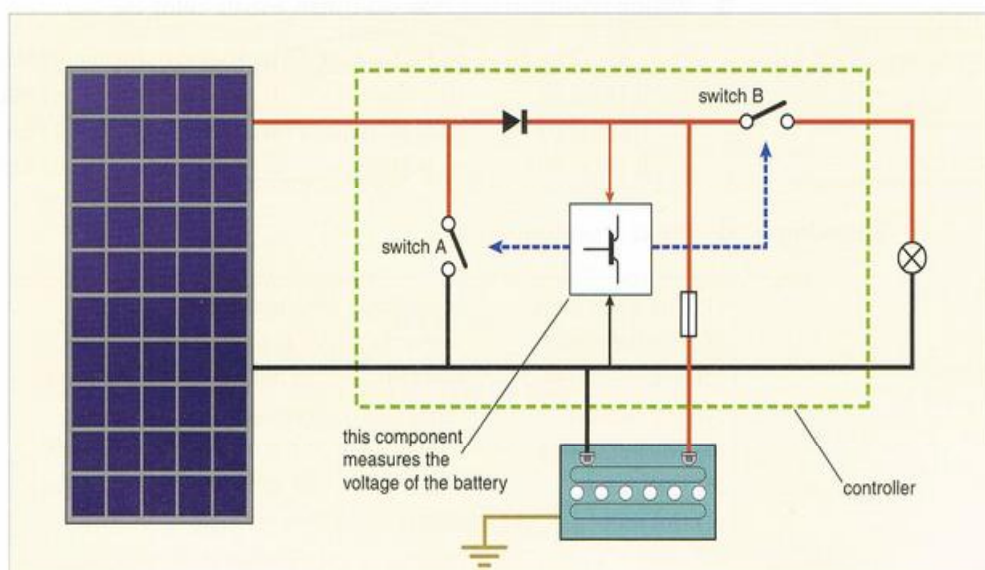 switch B
switch A
this component
measures the
voltage of the battery
controller